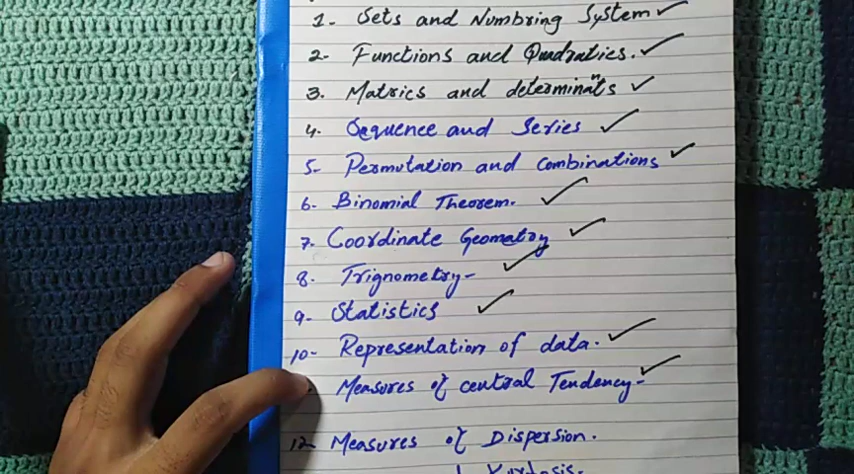 1- Sets and Numbring System
2- Functions and Quadratics.
3. Matrics and determinants
4. Sequence and Series
5- Permutation and Combinations
6- Binomial Theorem.
7. Coordinate Geomatry
8. Trignometry-
9- Statistics
10- Representation of data.
Measures of central Tendency-
12- Measures of Dispersion.
Kurtosis.